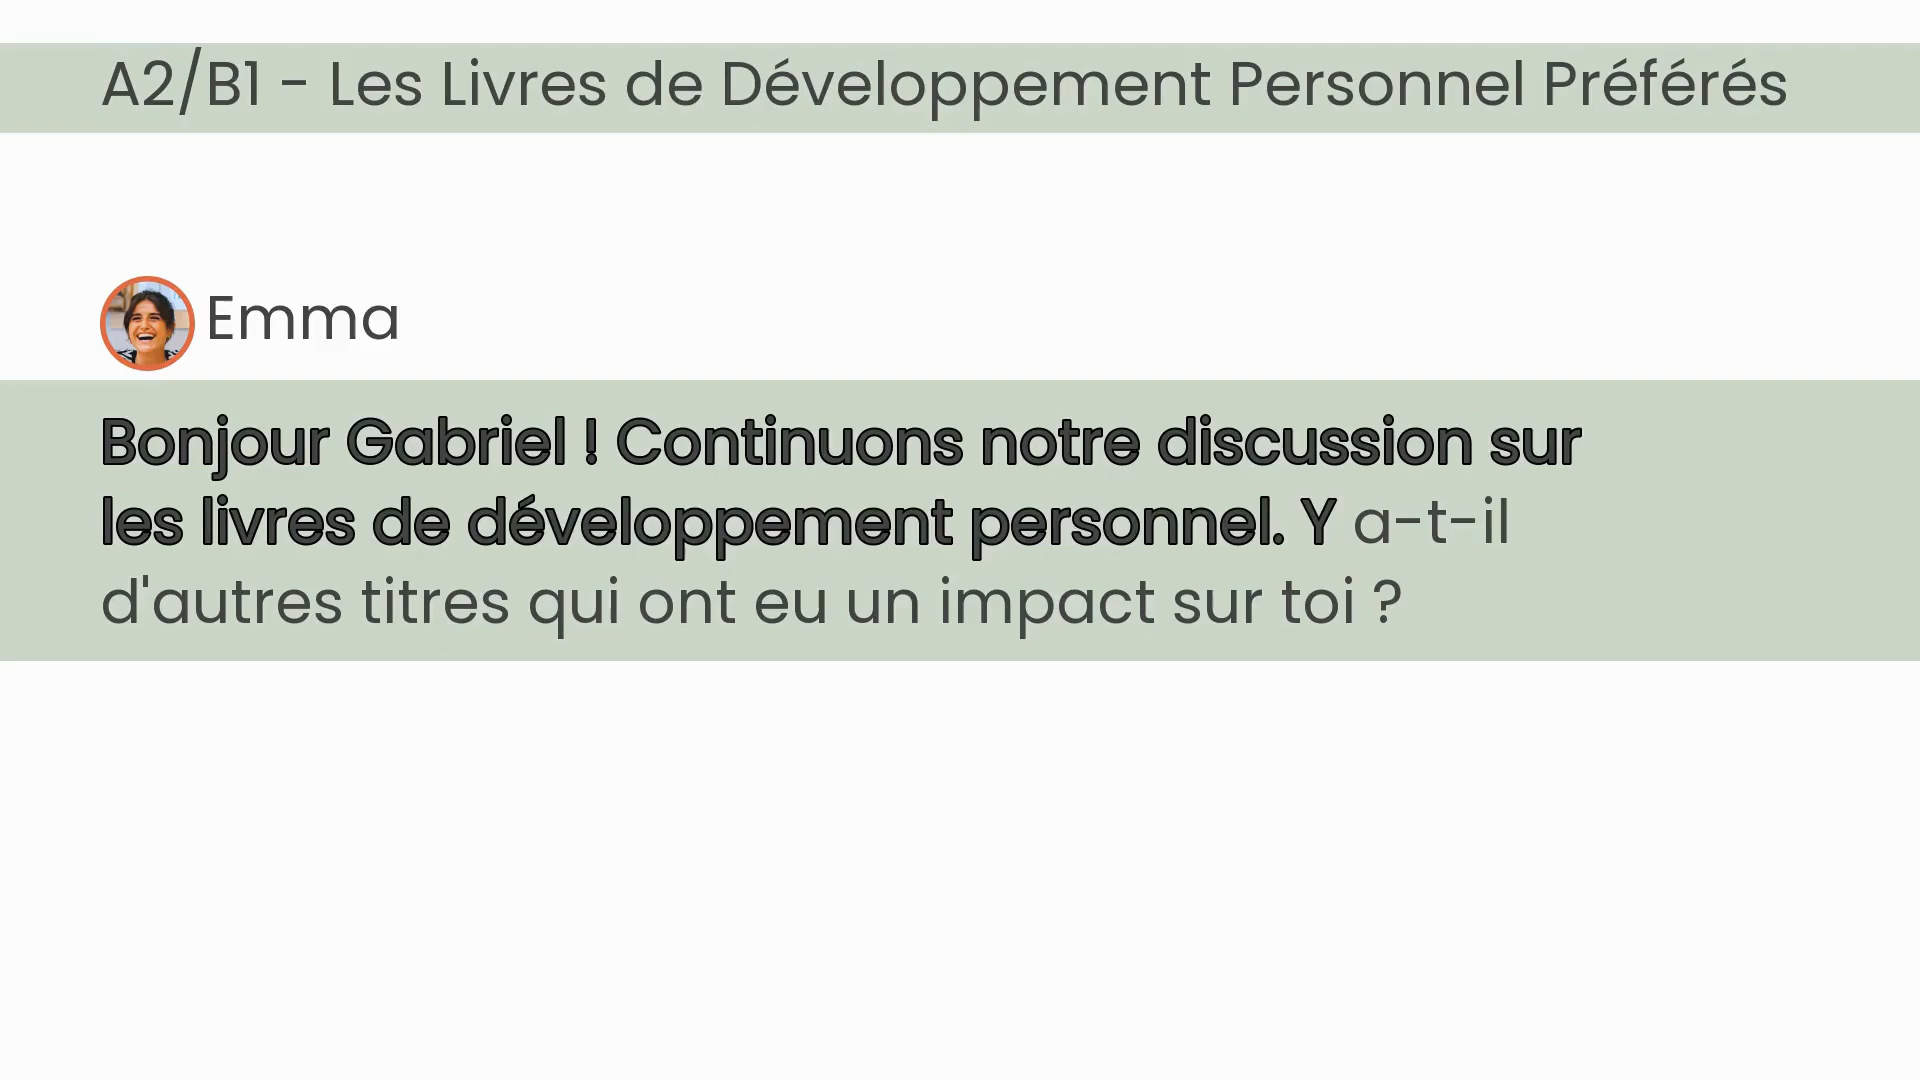 A2/B1 - Les Livres de Développement Personnel Préférés
Emma
Bonjour Gabriel ! Continuons notre discussion sur
les livres de développement personnel. Y a-t-il
d'autres titres qui ont eu un impact sur toi ?